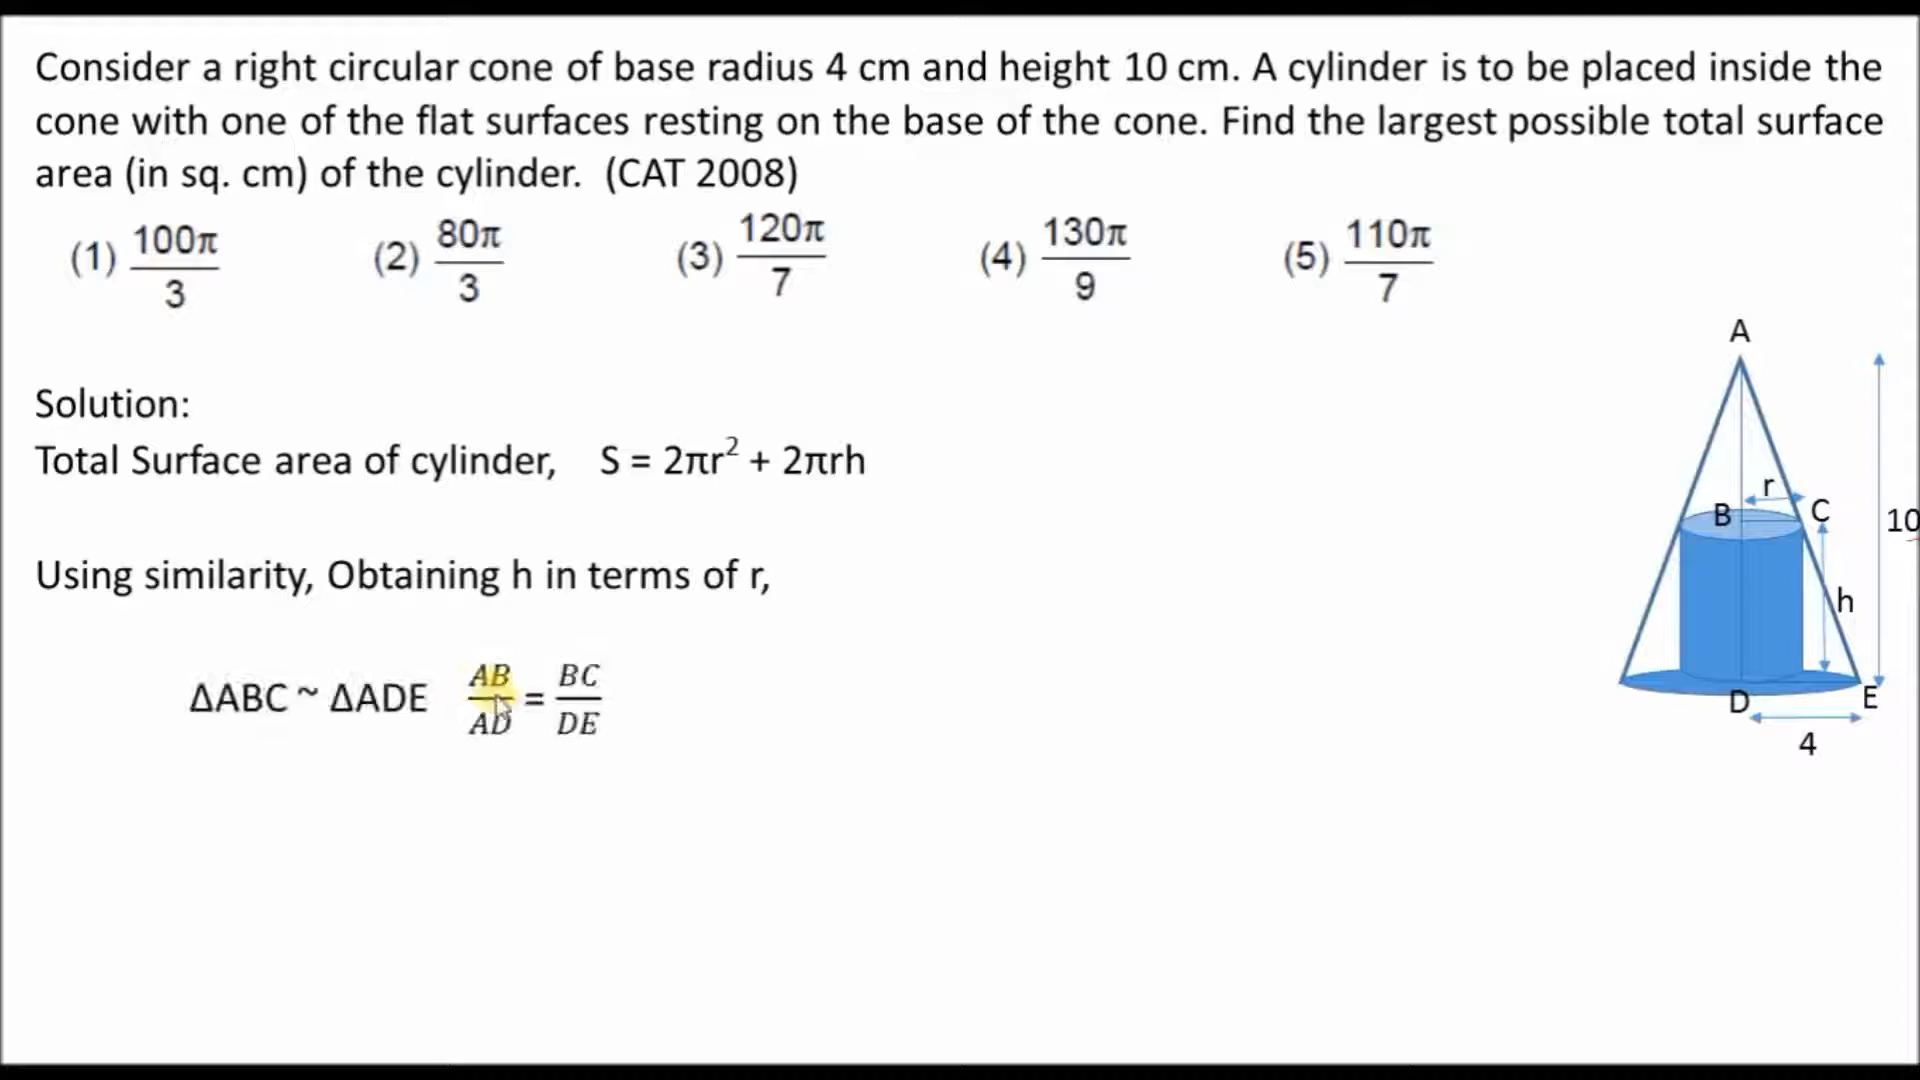 Consider a right circular cone of base radius 4 cm and height 10 cm. A cylinder is to be placed inside the
cone with one of the flat surfaces resting on the base of the cone. Find the largest possible total surface
area (in sq. cm) of the cylinder. (CAT 2008)
(1) 100π/3 (2) 80π/3 (3) 120π/7 (4) 130π/9 (5) 110π/7
Solution:
Total Surface area of cylinder, S = 2πr² + 2πrh
Using similarity, Obtaining h in terms of r,
ΔABC ~ ΔADE AB/AD = BC/DE
A
r
B
C
10
h
D
E
4